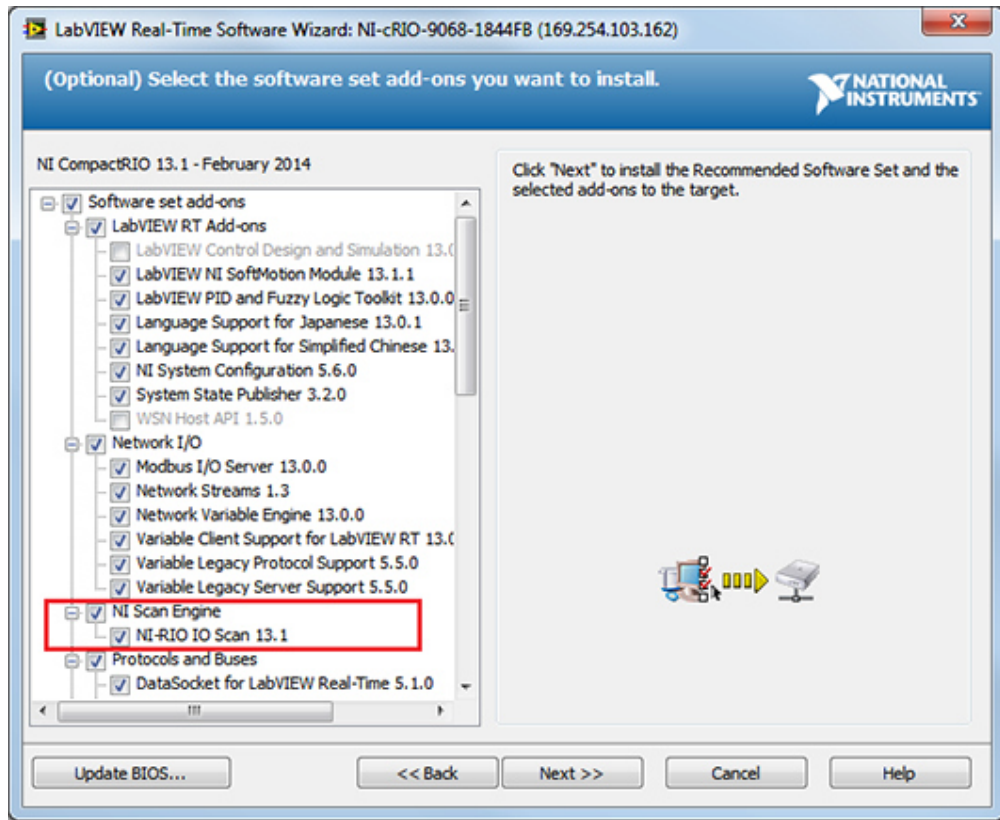 LabVIEW Real-Time Software Wizard: NI-cRIO-9068-1844FB (169.254.103.162)
(Optional) Select the software set add-ons you want to install.
NATIONAL
INSTRUMENTS
NI CompactRIO 13.1 - February 2014
Software set add-ons
LabVIEW RT Add-ons
LabVIEW Control Design and Simulation 13.0
LabVIEW NI SoftMotion Module 13.1.1
LabVIEW PID and Fuzzy Logic Toolkit 13.0.0
Language Support for Japanese 13.0.1
Language Support for Simplified Chinese 13.
NI System Configuration 5.6.0
System State Publisher 3.2.0
WSN Host API 1.5.0
Network I/O
Modbus I/O Server 13.0.0
Network Streams 1.3
Network Variable Engine 13.0.0
Variable Client Support for LabVIEW RT 13.0
Variable Legacy Protocol Support 5.5.0
Variable Legacy Server Support 5.5.0
NI Scan Engine
NI-RIO IO Scan 13.1
Protocols and Buses
DataSocket for LabVIEW Real-Time 5.1.0
Click "Next" to install the Recommended Software Set and the
selected add-ons to the target.
Update BIOS...
<< Back
Next >>
Cancel
Help